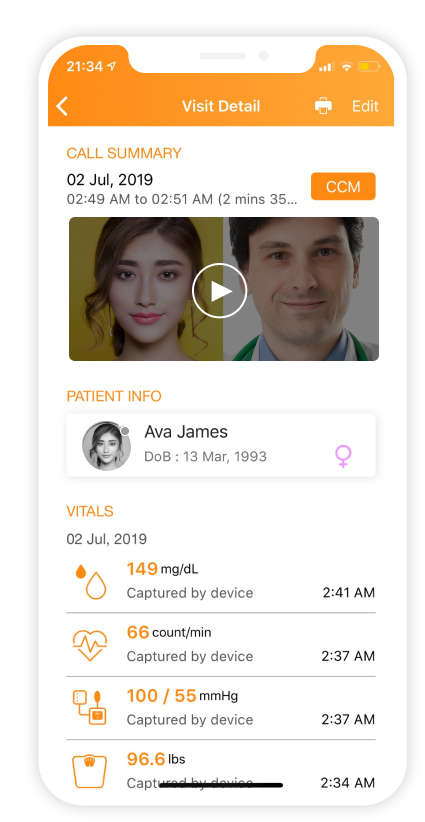 21:34
Visit Detail
Edit
CALL SUMMARY
02 Jul, 2019
02:49 AM to 02:51 AM (2 mins 35...
CCM
PATIENT INFO
Ava James
DoB : 13 Mar, 1993
VITALS
02 Jul, 2019
149 mg/dL
Captured by device
2:41 AM
66 count/min
Captured by device
2:37 AM
100 / 55 mmHg
Captured by device
2:37 AM
96.6 lbs
Captured by device
2:34 AM